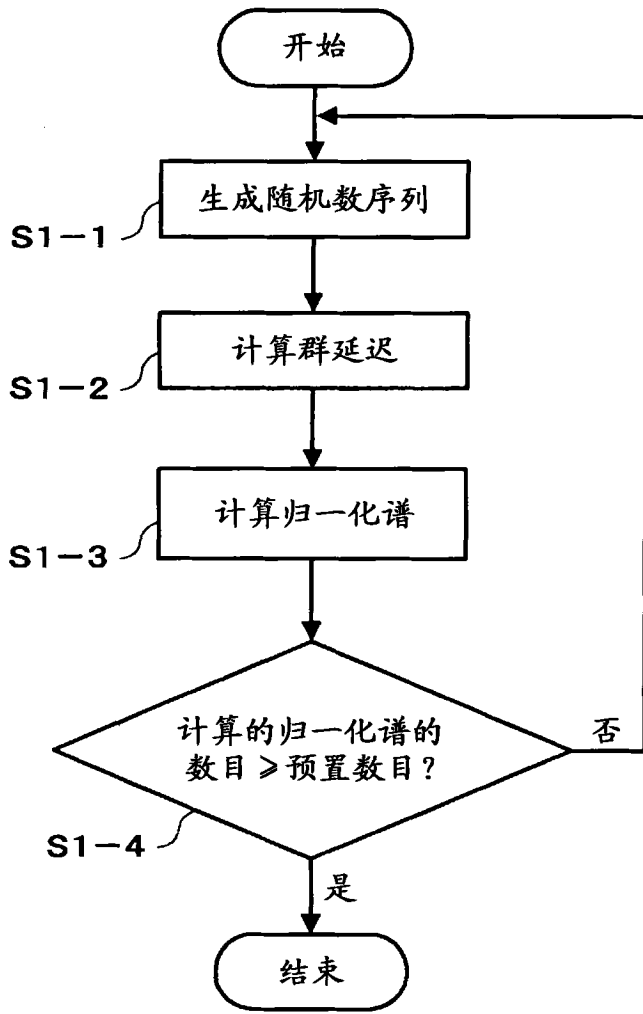 开始
生成随机数序列
S1-1
计算群延迟
S1-2
计算归一化谱
S1-3
计算的归一化谱的
数目≥预置数目?
否
S1-4
是
结束